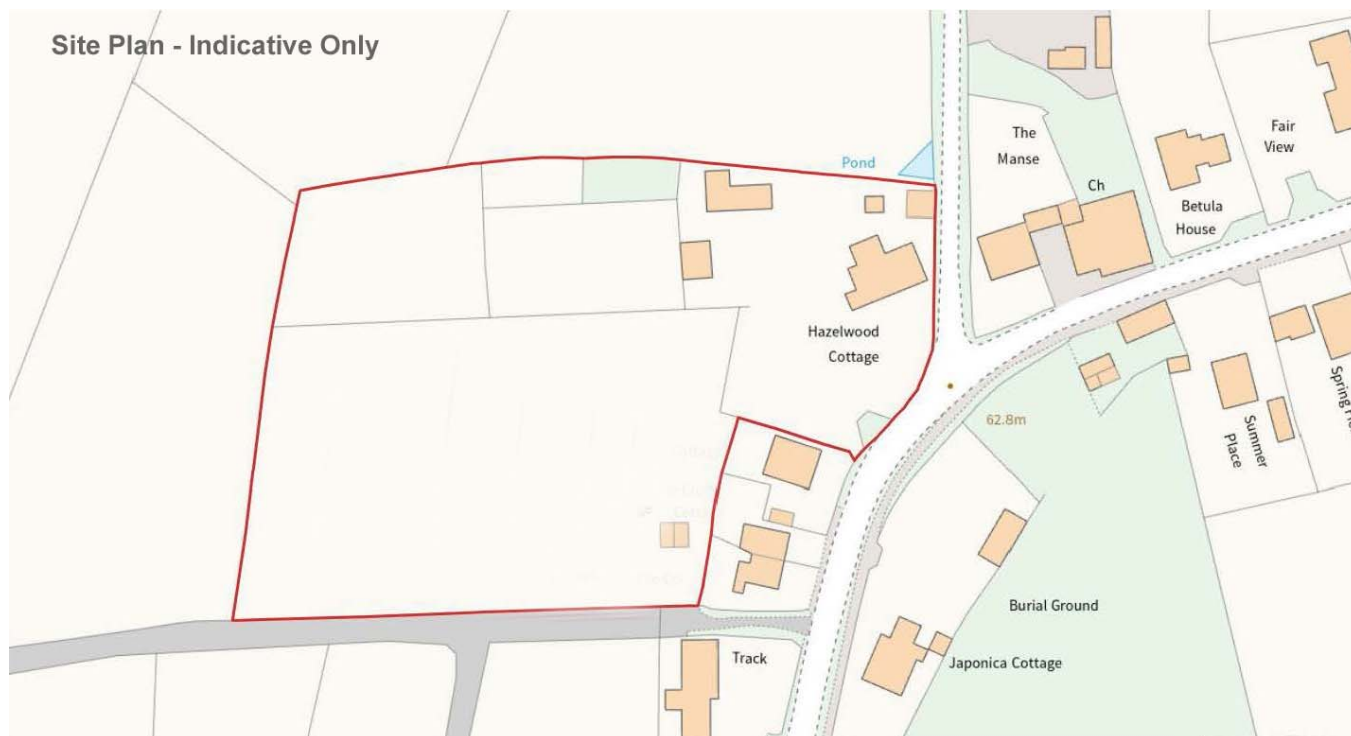 Site Plan - Indicative Only
Pond
The
Manse
Ch
Fair
View
Betula
House
Hazelwood
Cottage
62.8m
Summer
Place
Spring
Burial Ground
Track
Japonica Cottage